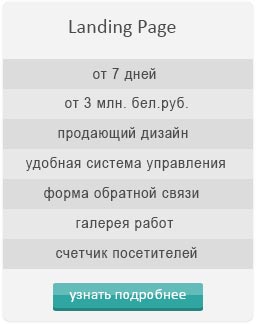 Landing Page
от 7 дней
от 3 млн. бел.руб.
продающий дизайн
удобная система управления
форма обратной связи
галерея работ
счетчик посетителей
узнать подробнее